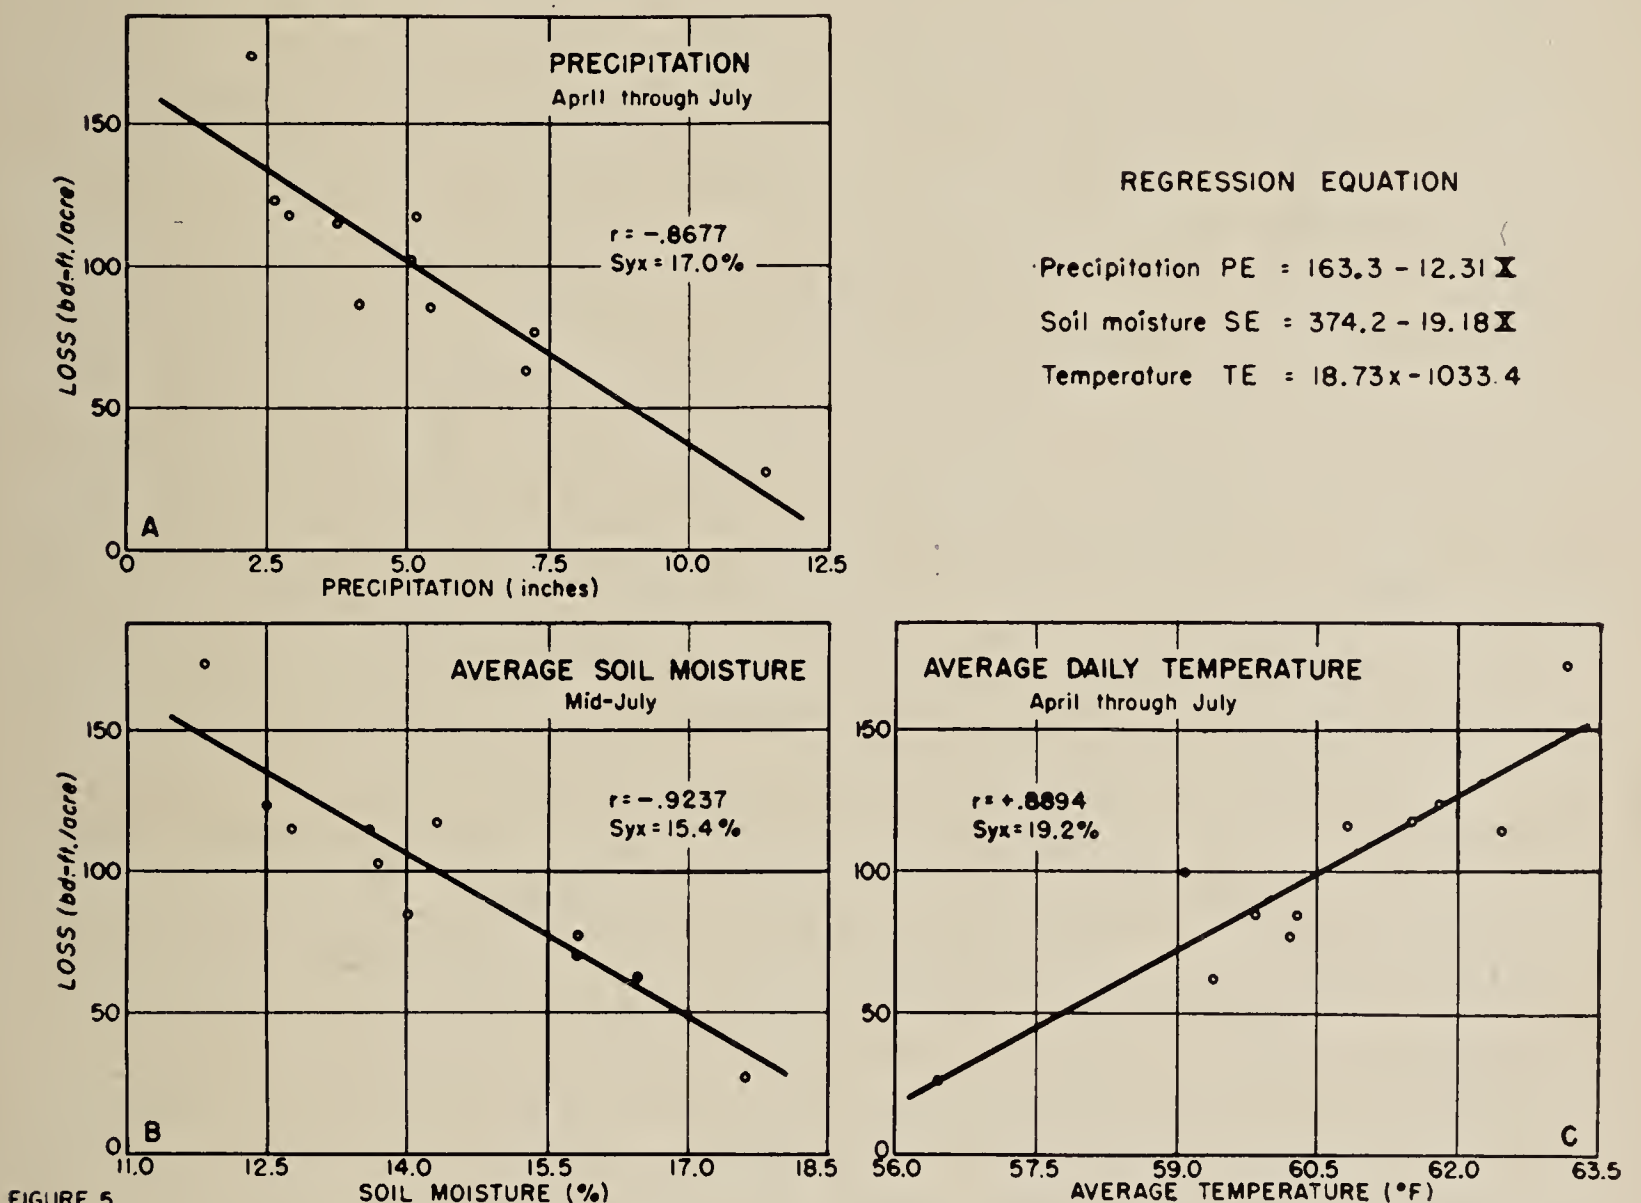 PRECIPITATION
April through July
150
100
50
0
LOSS (bd-ft./acre)
r = -.8677
Syx = 17.0%
A
0 2.5 5.0 7.5 10.0 12.5
PRECIPITATION (inches)
REGRESSION EQUATION
Precipitation PE = 163.3 - 12.31 X
Soil moisture SE = 374.2 - 19.18 X
Temperature TE = 18.73x - 1033.4
AVERAGE SOIL MOISTURE
Mid-July
150
100
50
0
LOSS (bd-ft./acre)
r = -.9237
Syx = 15.4%
B
11.0 12.5 14.0 15.5 17.0 18.5
SOIL MOISTURE (%)
AVERAGE DAILY TEMPERATURE
April through July
150
100
50
0
r = +.8894
Syx = 19.2%
C
56.0 57.5 59.0 60.5 62.0 63.5
AVERAGE TEMPERATURE (°F)
FIGURE 5